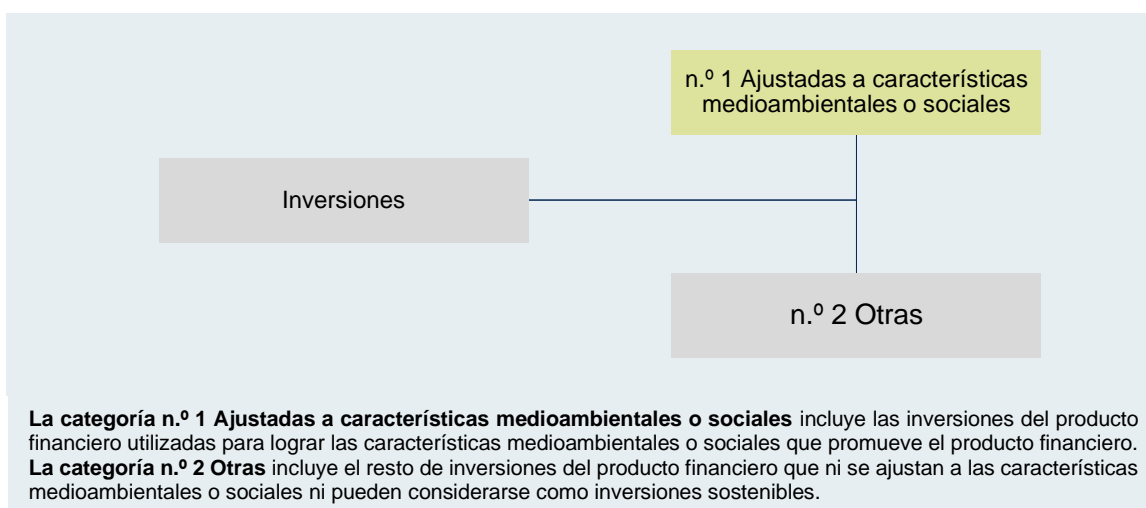 n.º 1 Ajustadas a características
medioambientales o sociales
Inversiones
n.º 2 Otras
La categoría n.º 1 Ajustadas a características medioambientales o sociales incluye las inversiones del producto
financiero utilizadas para lograr las características medioambientales o sociales que promueve el producto financiero.
La categoría n.º 2 Otras incluye el resto de inversiones del producto financiero que ni se ajustan a las características
medioambientales o sociales ni pueden considerarse como inversiones sostenibles.